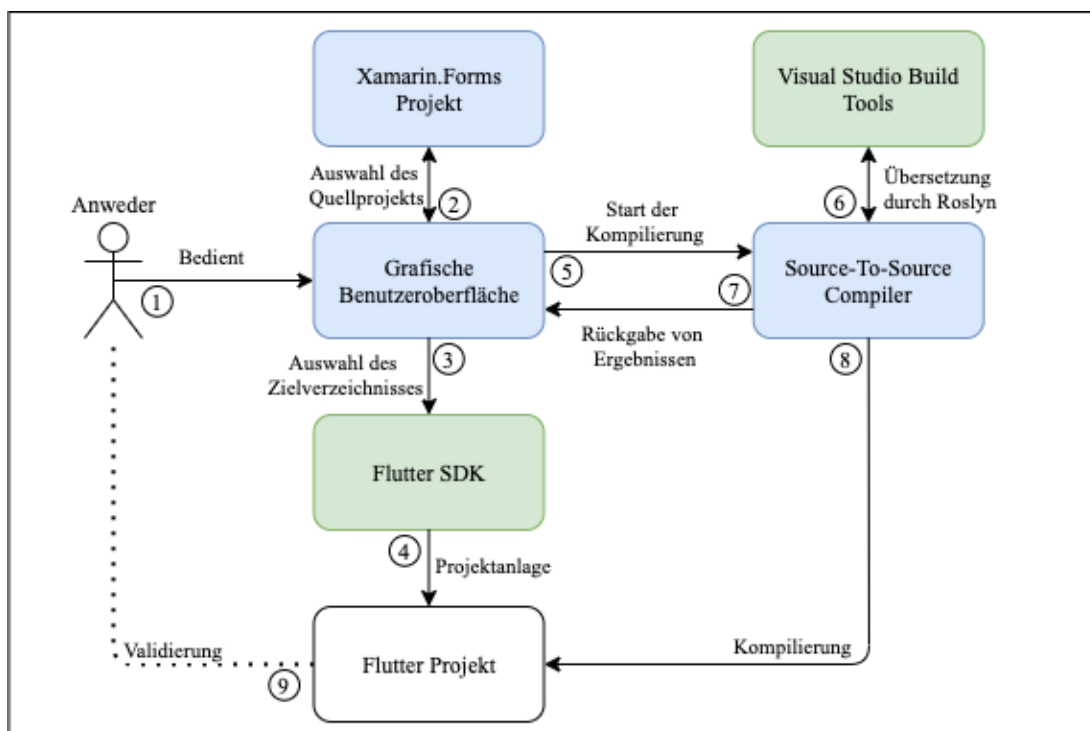 Xamarin.Forms
Projekt
Visual Studio Build
Tools
Auswahl des
Quellprojekts
2
6
Übersetzung
durch Roslyn
Anweder
Bedient
1
Grafische
Benutzeroberfläche
Start der
Kompilierung
5
7
Source-To-Source
Compiler
Rückgabe von
Ergebnissen
Auswahl des
Zielverzeichnisses
3
8
Flutter SDK
4
Projektanlage
Validierung
9
Flutter Projekt
Kompilierung